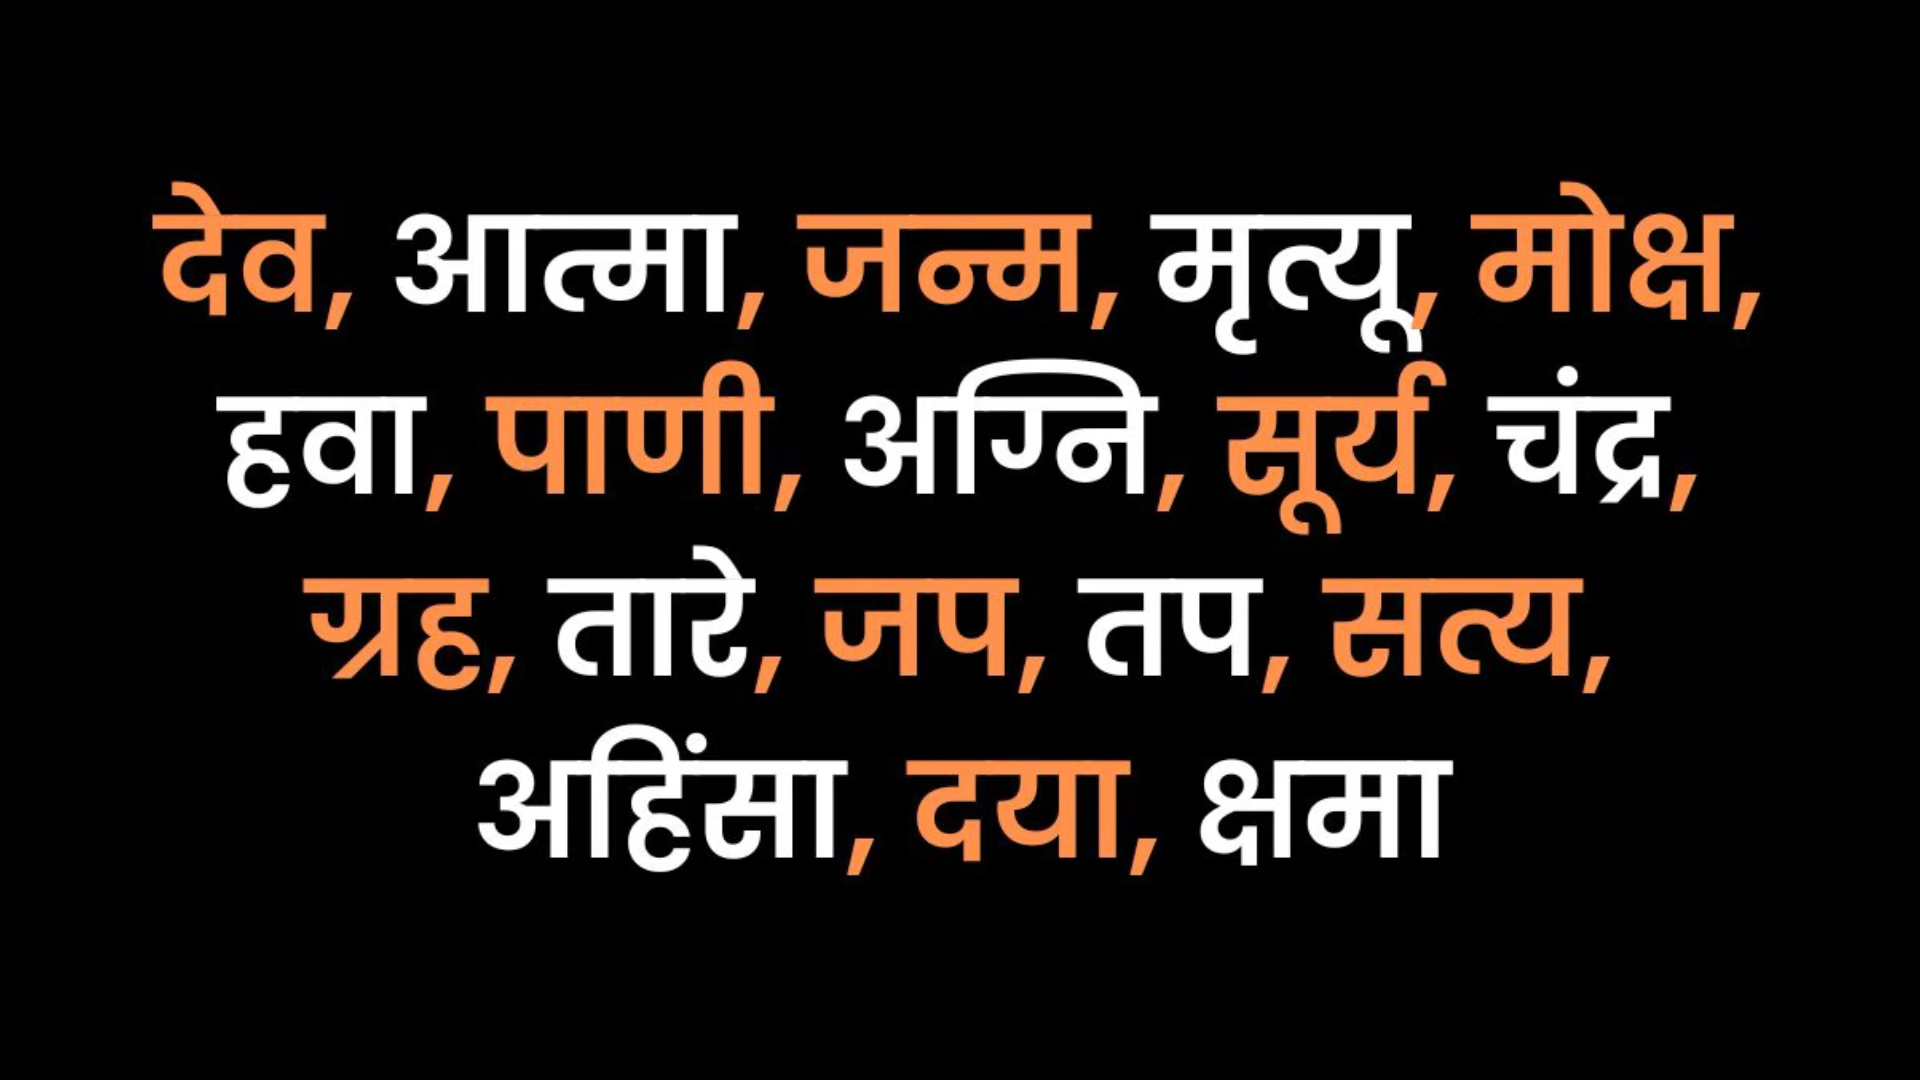 देव, आत्मा, जन्म, मृत्यू, मोक्ष,
हवा, पाणी, अग्नि, सूर्य, चंद्र,
ग्रह, तारे, जप, तप, सत्य,
अहिंसा, दया, क्षमा